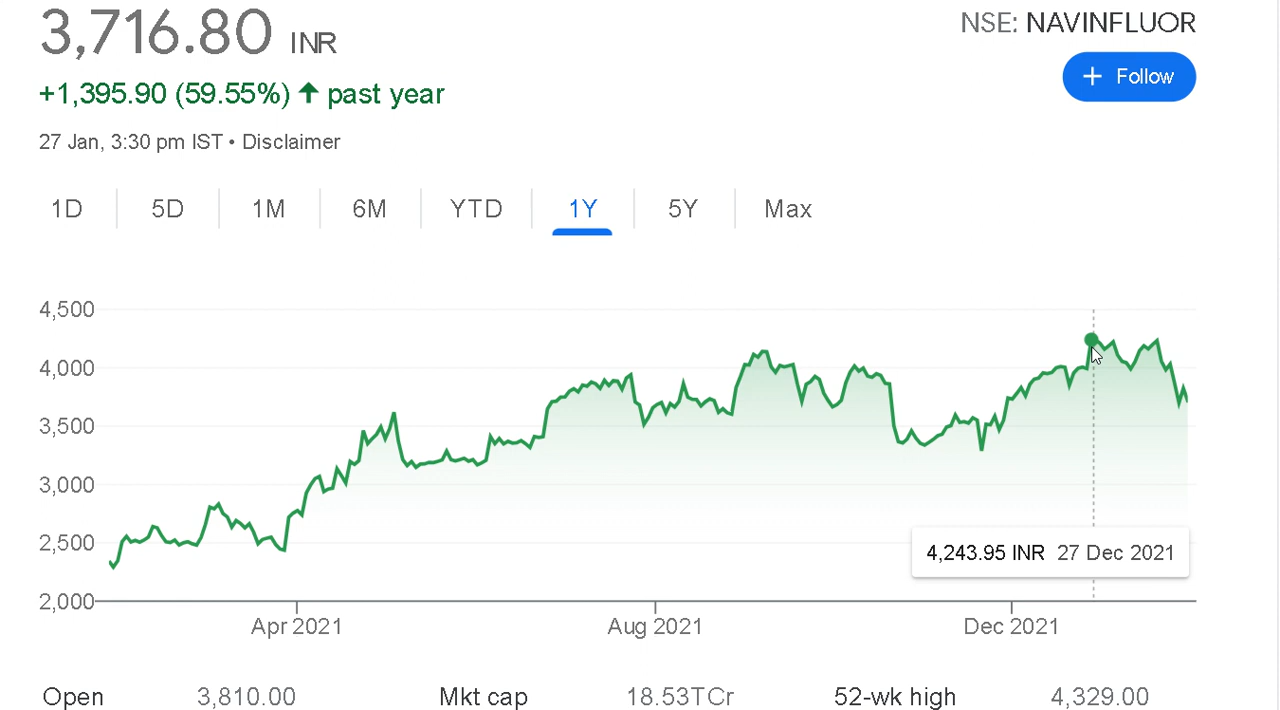 3,716.80 INR
NSE: NAVINFLUOR
+ Follow
+1,395.90 (59.55%) ↑ past year
27 Jan, 3:30 pm IST • Disclaimer
1D 5D 1M 6M YTD 1Y 5Y Max
4,500
4,000
3,500
3,000
2,500
2,000
4,243.95 INR 27 Dec 2021
Apr 2021 Aug 2021 Dec 2021
Open 3,810.00 Mkt cap 18.53TCr 52-wk high 4,329.00